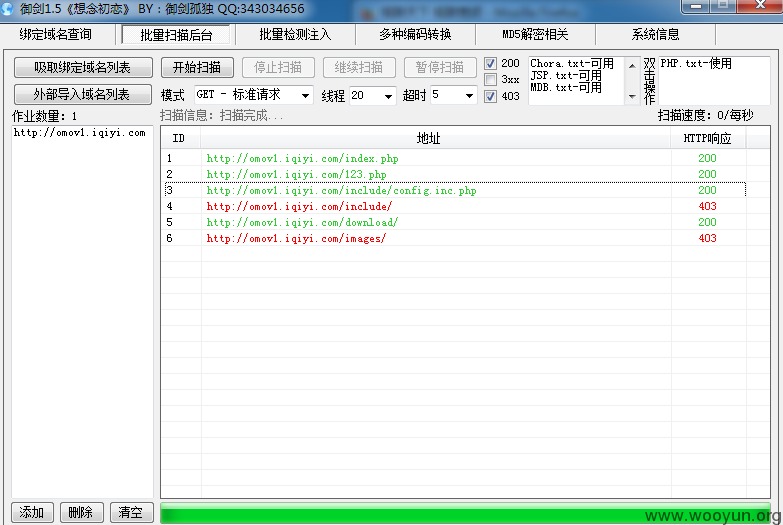 御剑1.5《想念初恋》 BY：御剑孤独 QQ:343034656
绑定域名查询 批量扫描后台 批量检测注入 多种编码转换 MD5解密相关 系统信息
吸取绑定域名列表 开始扫描 停止扫描 继续扫描 暂停扫描
外部导入域名列表 模式 GET - 标准请求 线程 20 超时 5
200
3xx
403
Chora.txt-可用
JSP.txt-可用
MDB.txt-可用
双击操作
PHP.txt-使用
作业数量：1 扫描信息：扫描完成... 扫描速度：0/每秒
http://omov1.iqiyi.com
ID 地址 HTTP响应
1 http://omov1.iqiyi.com/index.php 200
2 http://omov1.iqiyi.com/123.php 200
3 http://omov1.iqiyi.com/include/config.inc.php 200
4 http://omov1.iqiyi.com/include/ 403
5 http://omov1.iqiyi.com/download/ 200
6 http://omov1.iqiyi.com/images/ 403
添加 删除 清空
www.wooyun.org